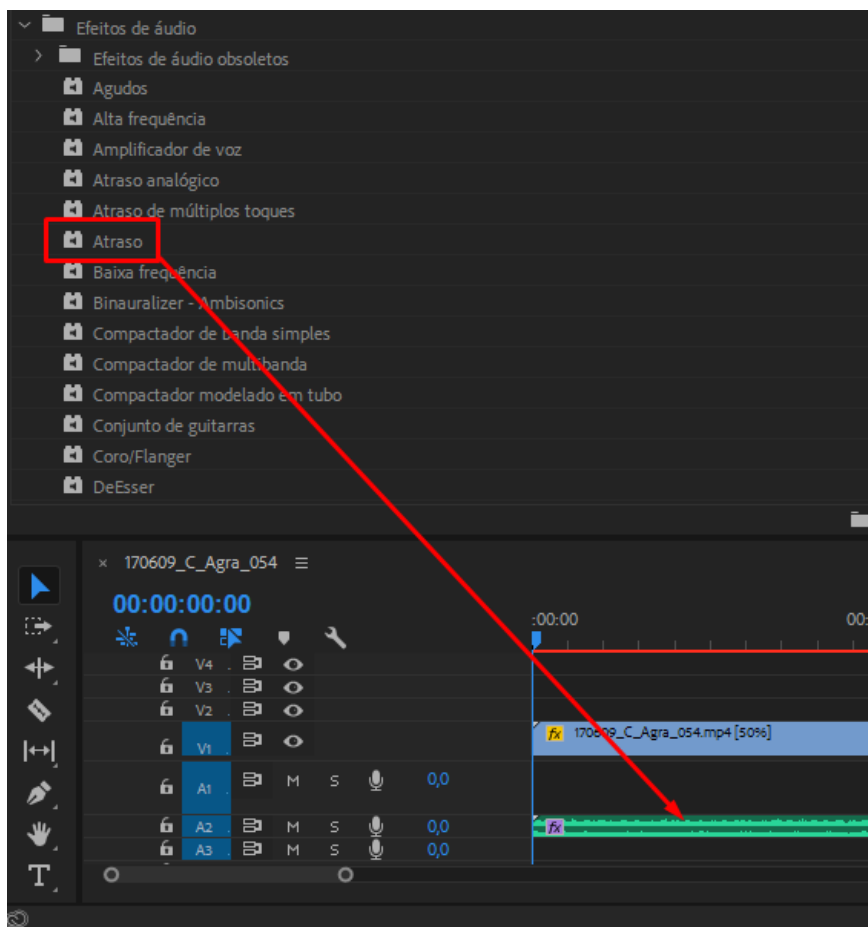 Efeitos de áudio
Efeitos de áudio obsoletos
Agudos
Alta frequência
Amplificador de voz
Atraso analógico
Atraso de múltiplos toques
Atraso
Baixa frequência
Binauralizer - Ambisonics
Compactador de banda simples
Compactador de multibanda
Compactador modelado em tubo
Conjunto de guitarras
Coro/Flanger
DeEsser
× 170609_C_Agra_054
00:00:00:00
:00:00 00:
V4
V3
V2
V1 fx 170609_C_Agra_054.mp4 [50%]
A1 M S 0,0
A2 M S 0,0 fx
A3 M S 0,0
T